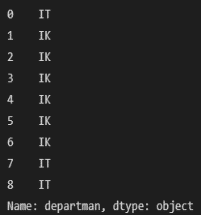 0    IT
1    IK
2    IK
3    IK
4    IK
5    IK
6    IK
7    IT
8    IT
Name: departman, dtype: object